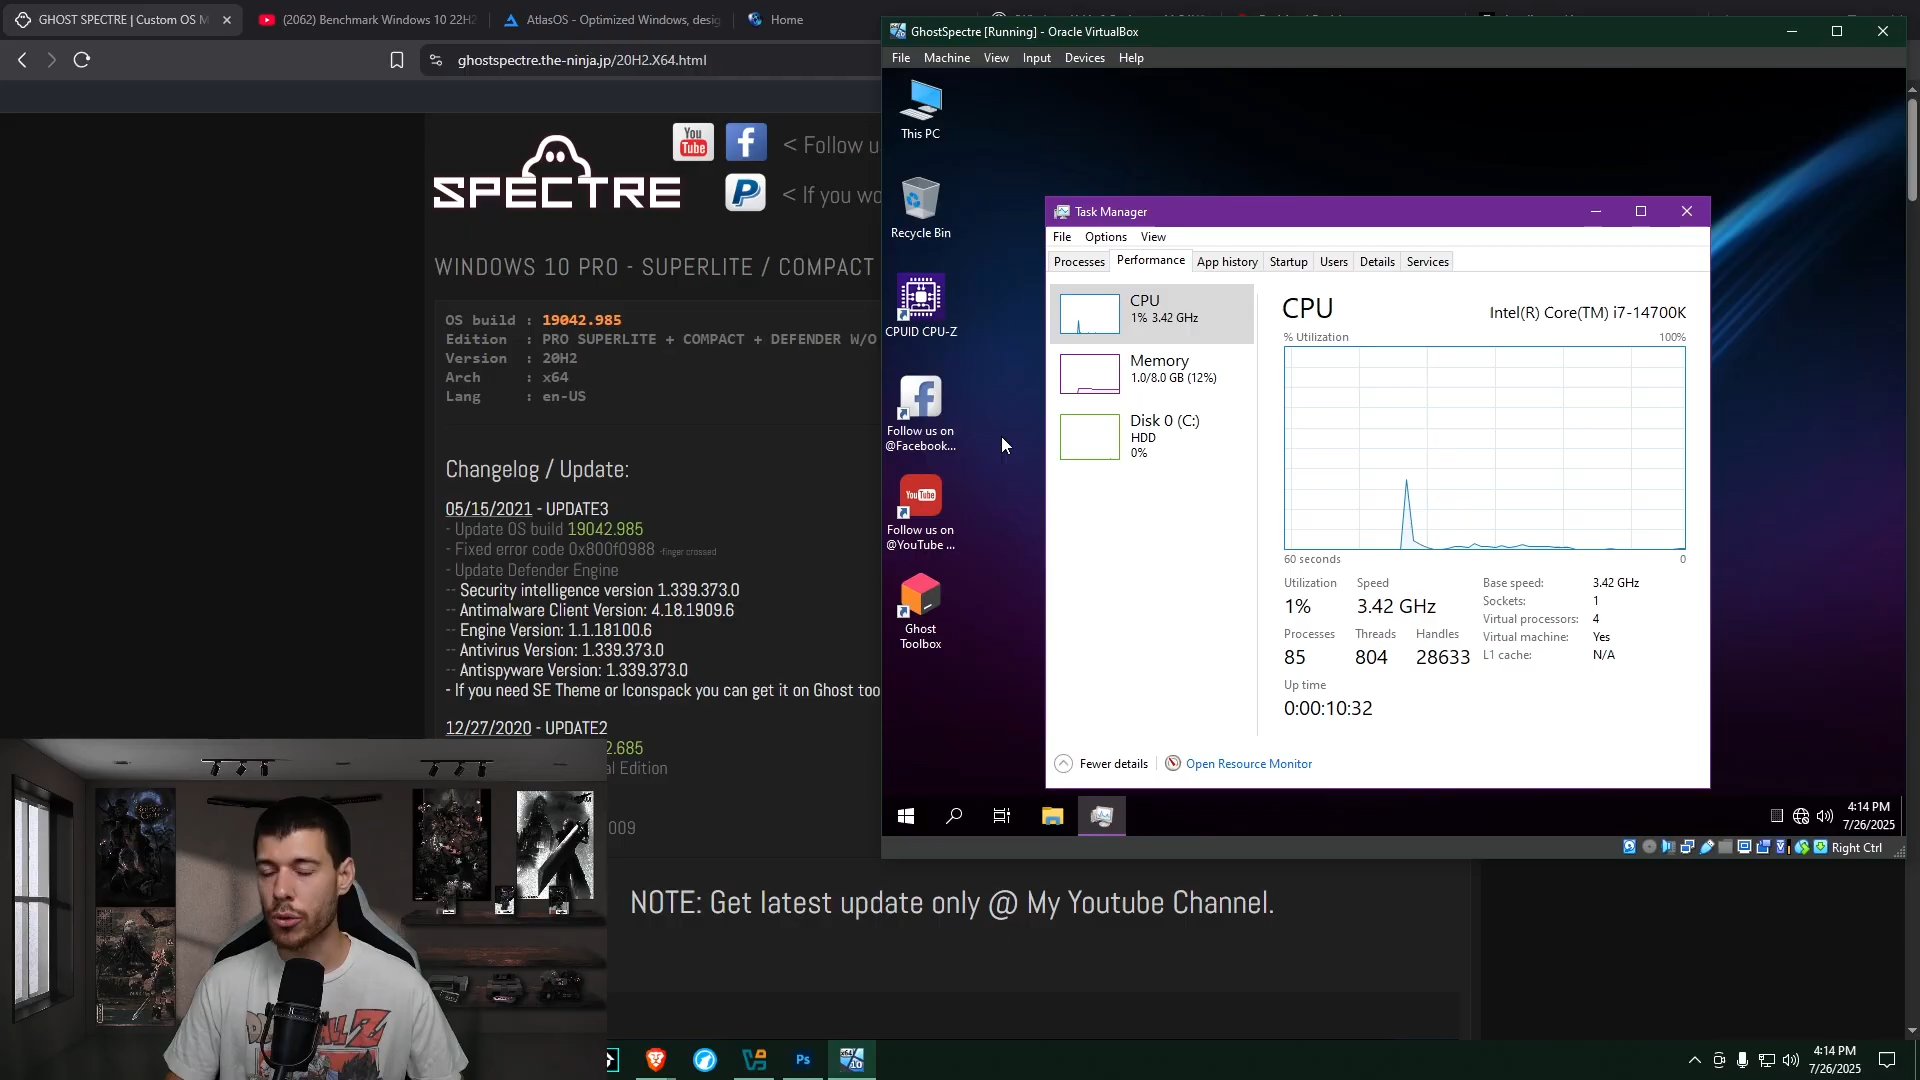 GHOST SPECTRE | Custom OS M
(2062) Benchmark Windows 10 22H2
AtlasOS - Optimized Windows, desig
Home
ghostspectre.the-ninja.jp/20H2.X64.html
You
Tube
< Follow u
SPECTRE
< If you wo
WINDOWS 10 PRO - SUPERLITE / COMPACT
OS build : 19042.985
Edition : PRO SUPERLITE + COMPACT + DEFENDER W/O
Version : 20H2
Arch : x64
Lang : en-US
Changelog / Update:
05/15/2021 - UPDATE3
- Update OS build 19042.985
- Fixed error code 0x800f0988 -finger crossed
- Update Defender Engine
-- Security intelligence version 1.339.373.0
-- Antimalware Client Version: 4.18.1909.6
-- Engine Version: 1.1.18100.6
-- Antivirus Version: 1.339.373.0
-- Antispyware Version: 1.339.373.0
- If you need SE Theme or Iconspack you can get it on Ghost too
12/27/2020 - UPDATE2
2.685
al Edition
009
NOTE: Get latest update only @ My Youtube Channel.
GhostSpectre [Running] - Oracle VirtualBox
File Machine View Input Devices Help
This PC
Recycle Bin
CPUID CPU-Z
Follow us on
@Facebook...
You
Tube
Follow us on
@YouTube ...
Ghost
Toolbox
Task Manager
File Options View
Processes Performance App history Startup Users Details Services
CPU
1% 3.42 GHz
Memory
1.0/8.0 GB (12%)
Disk 0 (C:)
HDD
0%
CPU Intel(R) Core(TM) i7-14700K
% Utilization 100%
60 seconds 0
Utilization Speed
1% 3.42 GHz
Processes Threads Handles
85 804 28633
Up time
0:00:10:32
Base speed: 3.42 GHz
Sockets: 1
Virtual processors: 4
Virtual machine: Yes
L1 cache: N/A
Fewer details
Open Resource Monitor
4:14 PM
7/26/2025
Right Ctrl
Ps
x64
10
4:14 PM
7/26/2025